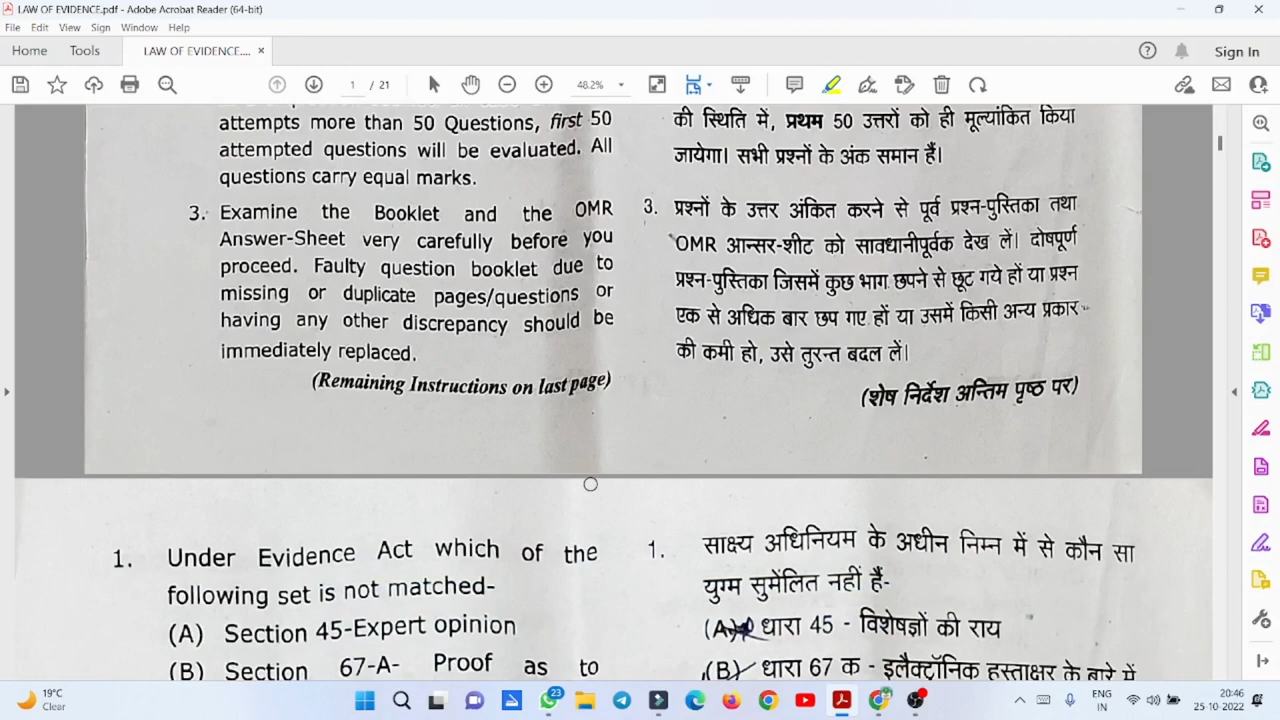 LAW OF EVIDENCE.pdf - Adobe Acrobat Reader (64-bit)
File Edit View Sign Window Help
Home Tools LAW OF EVIDENCE.... × Sign In
1 / 21 48.2%
attempts more than 50 Questions, first 50
attempted questions will be evaluated. All
questions carry equal marks.
3. Examine the Booklet and the OMR
Answer-Sheet very carefully before you
proceed. Faulty question booklet due to
missing or duplicate pages/questions or
having any other discrepancy should be
immediately replaced.
(Remaining Instructions on last page)
की स्थिति में, प्रथम 50 उत्तरों को ही मूल्यांकित किया
जायेगा। सभी प्रश्नों के अंक समान हैं।
3. प्रश्नों के उत्तर अंकित करने से पूर्व प्रश्न-पुस्तिका तथा
OMR आन्सर-शीट को सावधानीपूर्वक देख लें। दोषपूर्ण
प्रश्न-पुस्तिका जिसमें कुछ भाग छपने से छूट गये हों या प्रश्न
एक से अधिक बार छप गए हों या उसमें किसी अन्य प्रकार
की कमी हो, उसे तुरन्त बदल लें।
(शेष निर्देश अन्तिम पृष्ठ पर)
1. Under Evidence Act which of the
following set is not matched-
(A) Section 45-Expert opinion
(B) Section 67-A- Proof as to
1. साक्ष्य अधिनियम के अधीन निम्न में से कौन सा
युग्म सुमेंलित नहीं हैं-
(A) धारा 45 - विशेषज्ञों की राय
(B) धारा 67 क - इलैक्ट्रॉनिक हस्ताक्षर के बारे में
19°C
Clear
23
ENG
IN
20:46
25-10-2022